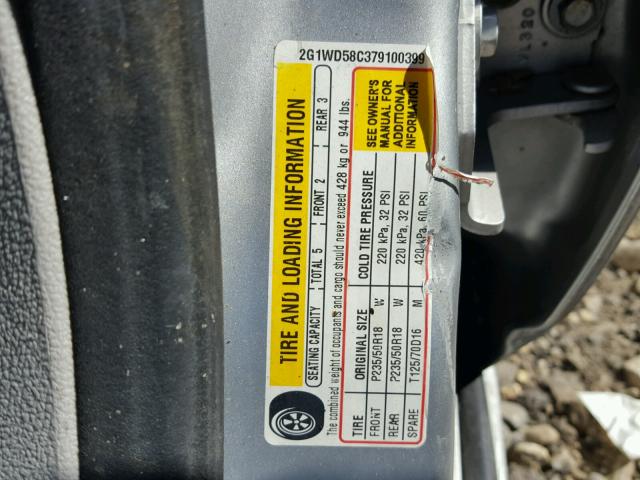 2G1WD58C379100399
TIRE AND LOADING INFORMATION
SEATING CAPACITY TOTAL 5 FRONT 2 REAR 3
The combined weight of occupants and cargo should never exceed 428 kg or 944 lbs.
TIRE ORIGINAL SIZE COLD TIRE PRESSURE
FRONT P235/50R18 W 220 kPa, 32 PSI
REAR P235/50R18 W 220 kPa, 32 PSI
SPARE T125/70D16 M 420 kPa, 60 PSI
SEE OWNER'S
MANUAL FOR
ADDITIONAL
INFORMATION